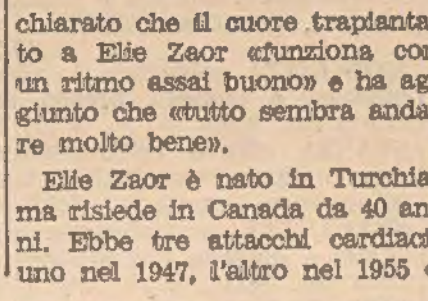 chiarato che il cuore trapianta
to a Elie Zaor «funziona con
un ritmo assai buono» e ha ag
giunto che «tutto sembra anda
re molto bene».
Elie Zaor è nato in Turchia
ma risiede in Canada da 40 an
ni. Ebbe tre attacchi cardiaci
uno nel 1947, l'altro nel 1955